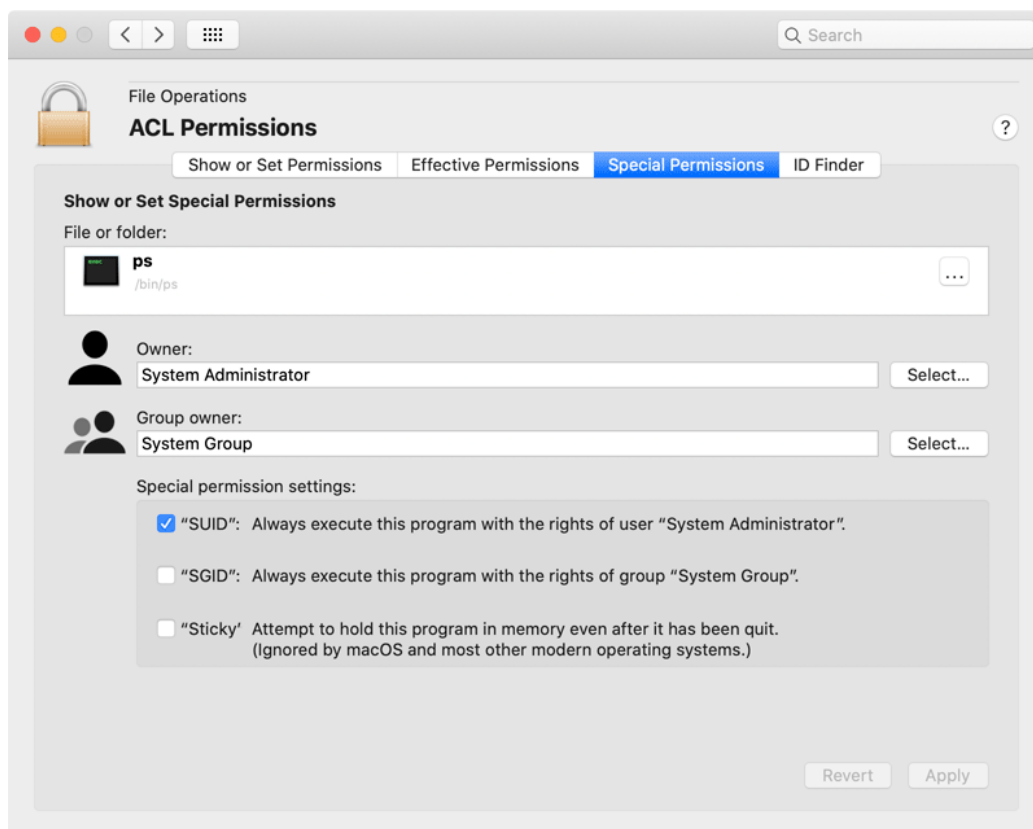 Search
File Operations
ACL Permissions
?
Show or Set Permissions Effective Permissions Special Permissions ID Finder
Show or Set Special Permissions
File or folder:
exec
ps
/bin/ps
...
Owner:
System Administrator Select...
Group owner:
System Group Select...
Special permission settings:
“SUID”: Always execute this program with the rights of user “System Administrator”.
“SGID”: Always execute this program with the rights of group “System Group”.
“Sticky’ Attempt to hold this program in memory even after it has been quit.
(Ignored by macOS and most other modern operating systems.)
Revert Apply